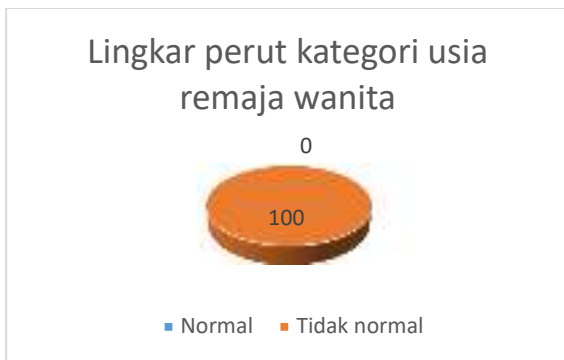 Lingkar perut kategori usia
remaja wanita
0
100
Normal Tidak normal